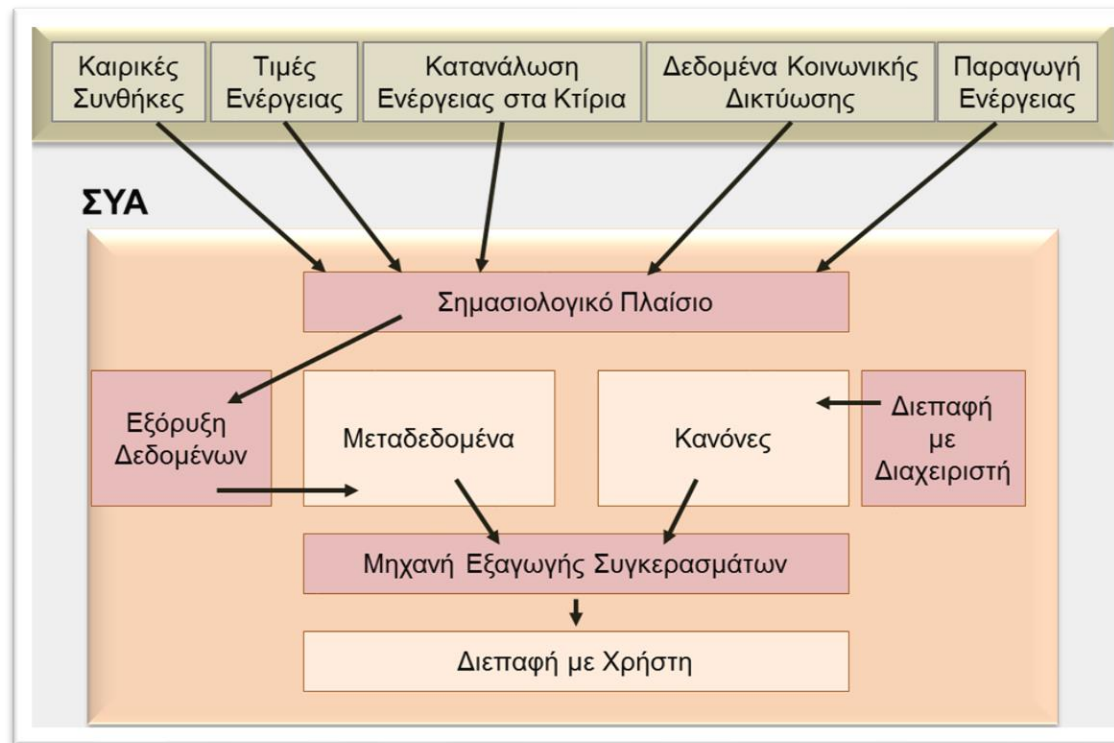 Καιρικές
Συνθήκες
Τιμές
Ενέργειας
Κατανάλωση
Ενέργειας στα Κτίρια
Δεδομένα Κοινωνικής
Δικτύωσης
Παραγωγή
Ενέργειας
ΣΥΑ
Σημασιολογικό Πλαίσιο
Εξόρυξη
Δεδομένων
Μεταδεδομένα
Κανόνες
Διεπαφή
με
Διαχειριστή
Μηχανή Εξαγωγής Συγκερασμάτων
Διεπαφή με Χρήστη